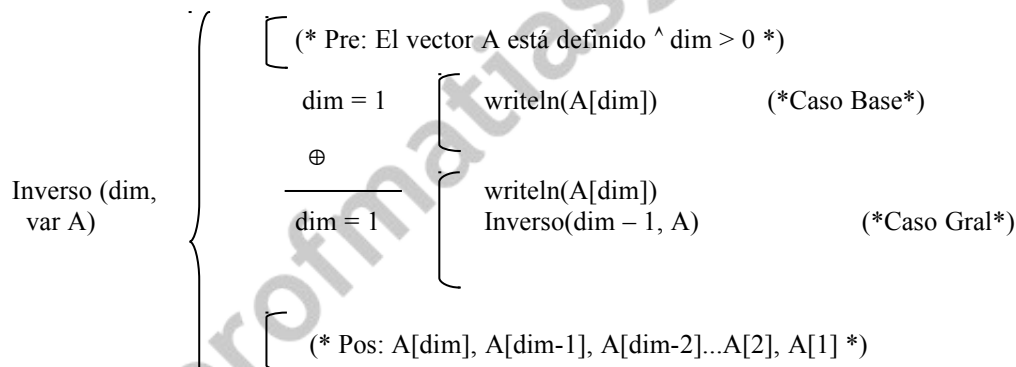 (* Pre: El vector A está definido ^ dim > 0 *)
dim = 1 writeln(A[dim]) (*Caso Base*)
⊕
Inverso (dim, writeln(A[dim])
var A) dim = 1 Inverso(dim – 1, A) (*Caso Gral*)
(* Pos: A[dim], A[dim-1], A[dim-2]...A[2], A[1] *)
profmatias